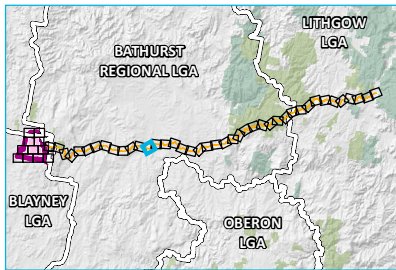 LITHGOW
LGA
BATHURST
REGIONAL LGA
BLAYNEY
LGA
OBERON
LGA